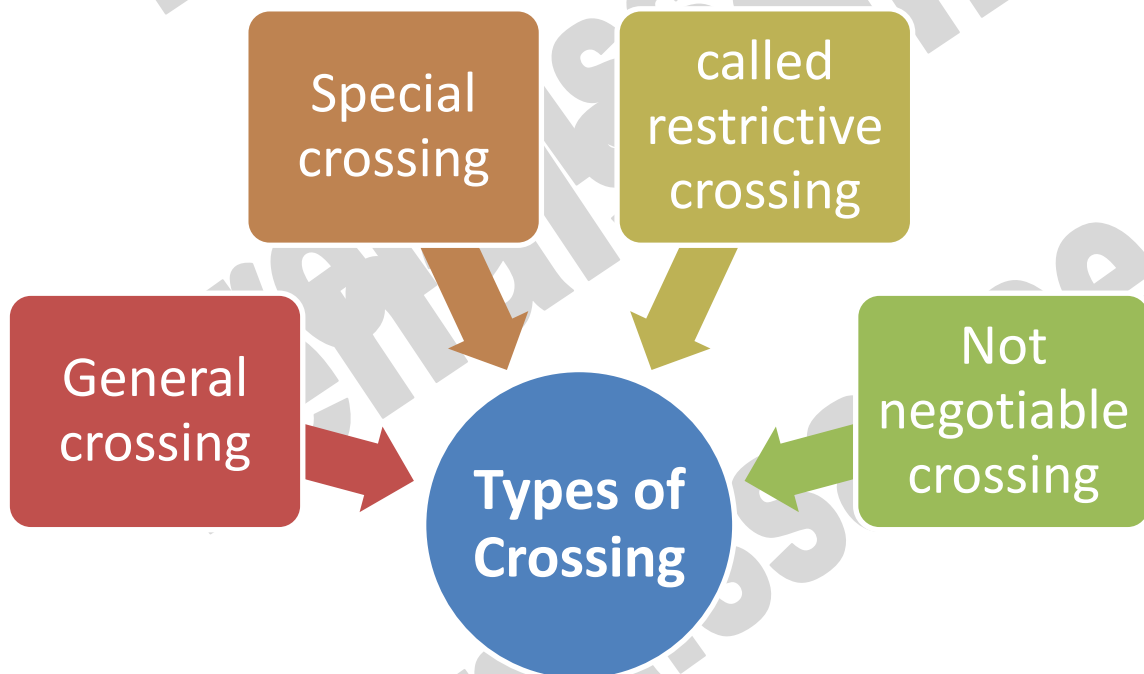 Special
crossing
called
restrictive
crossing
General
crossing
Not
negotiable
crossing
Types of
Crossing